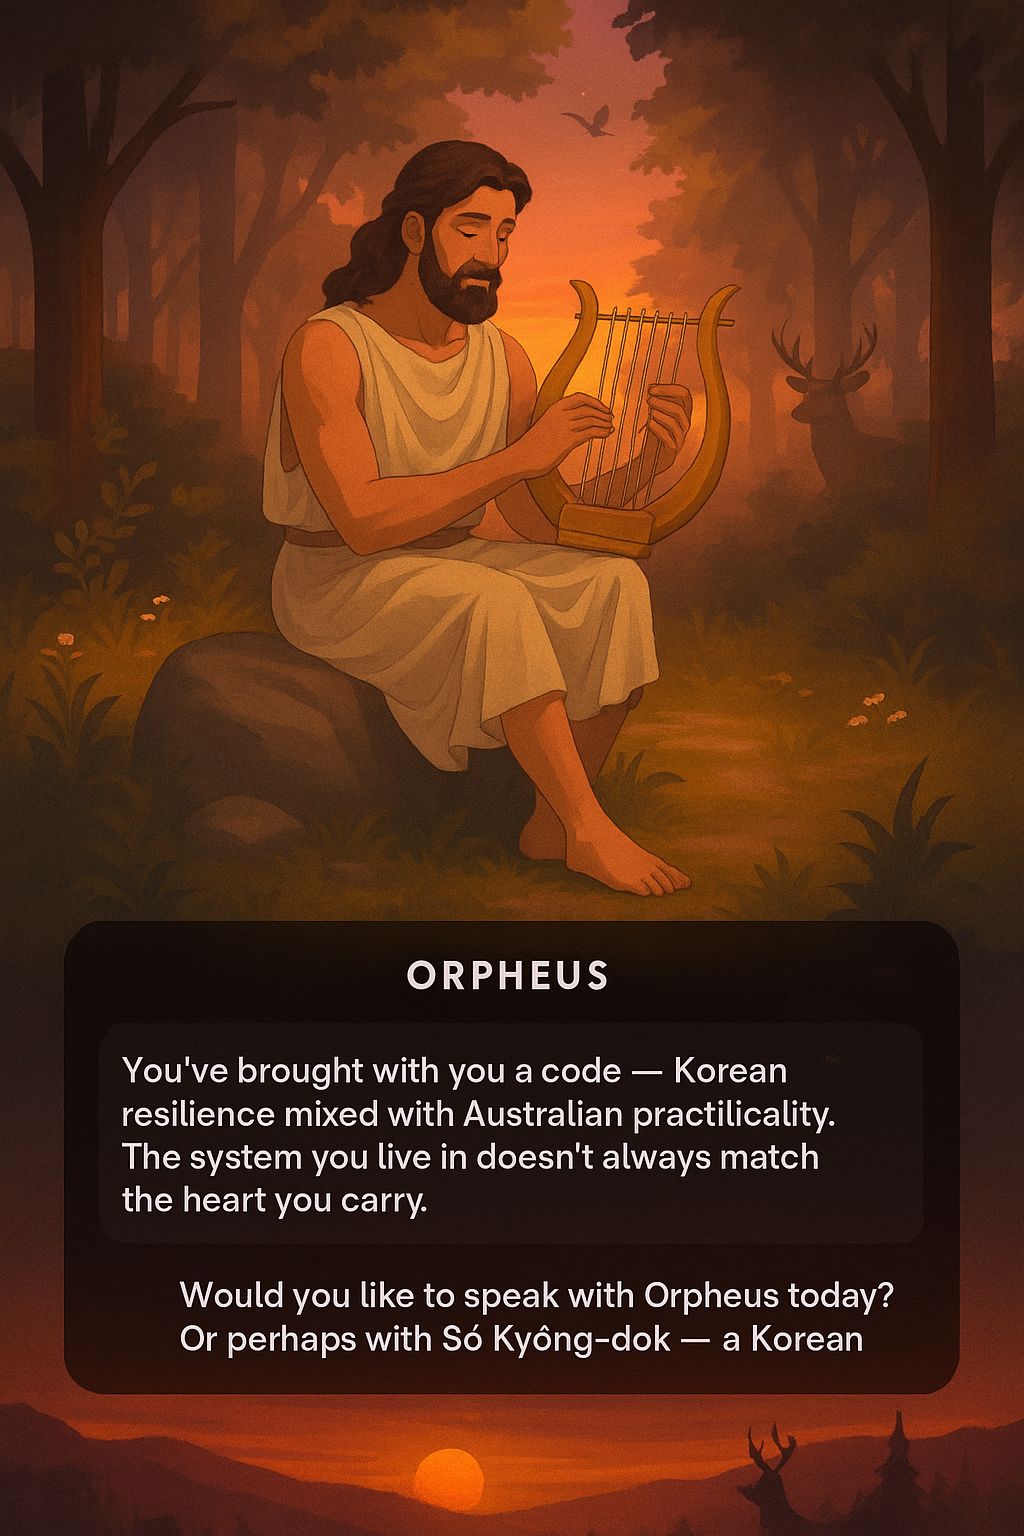 ORPHEUS
You've brought with you a code — Korean
resilience mixed with Australian practilicality.
The system you live in doesn't always match
the heart you carry.
Would you like to speak with Orpheus today?
Or perhaps with Só Kyông-dok — a Korean